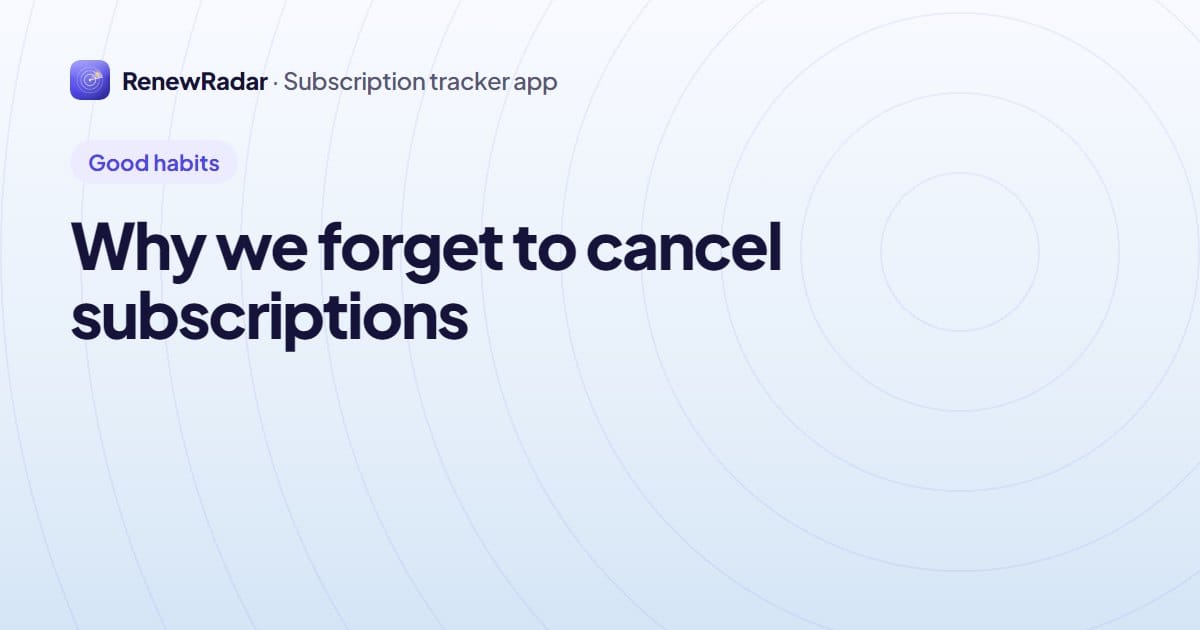 RenewRadar · Subscription tracker app
Good habits
Why we forget to cancel
subscriptions